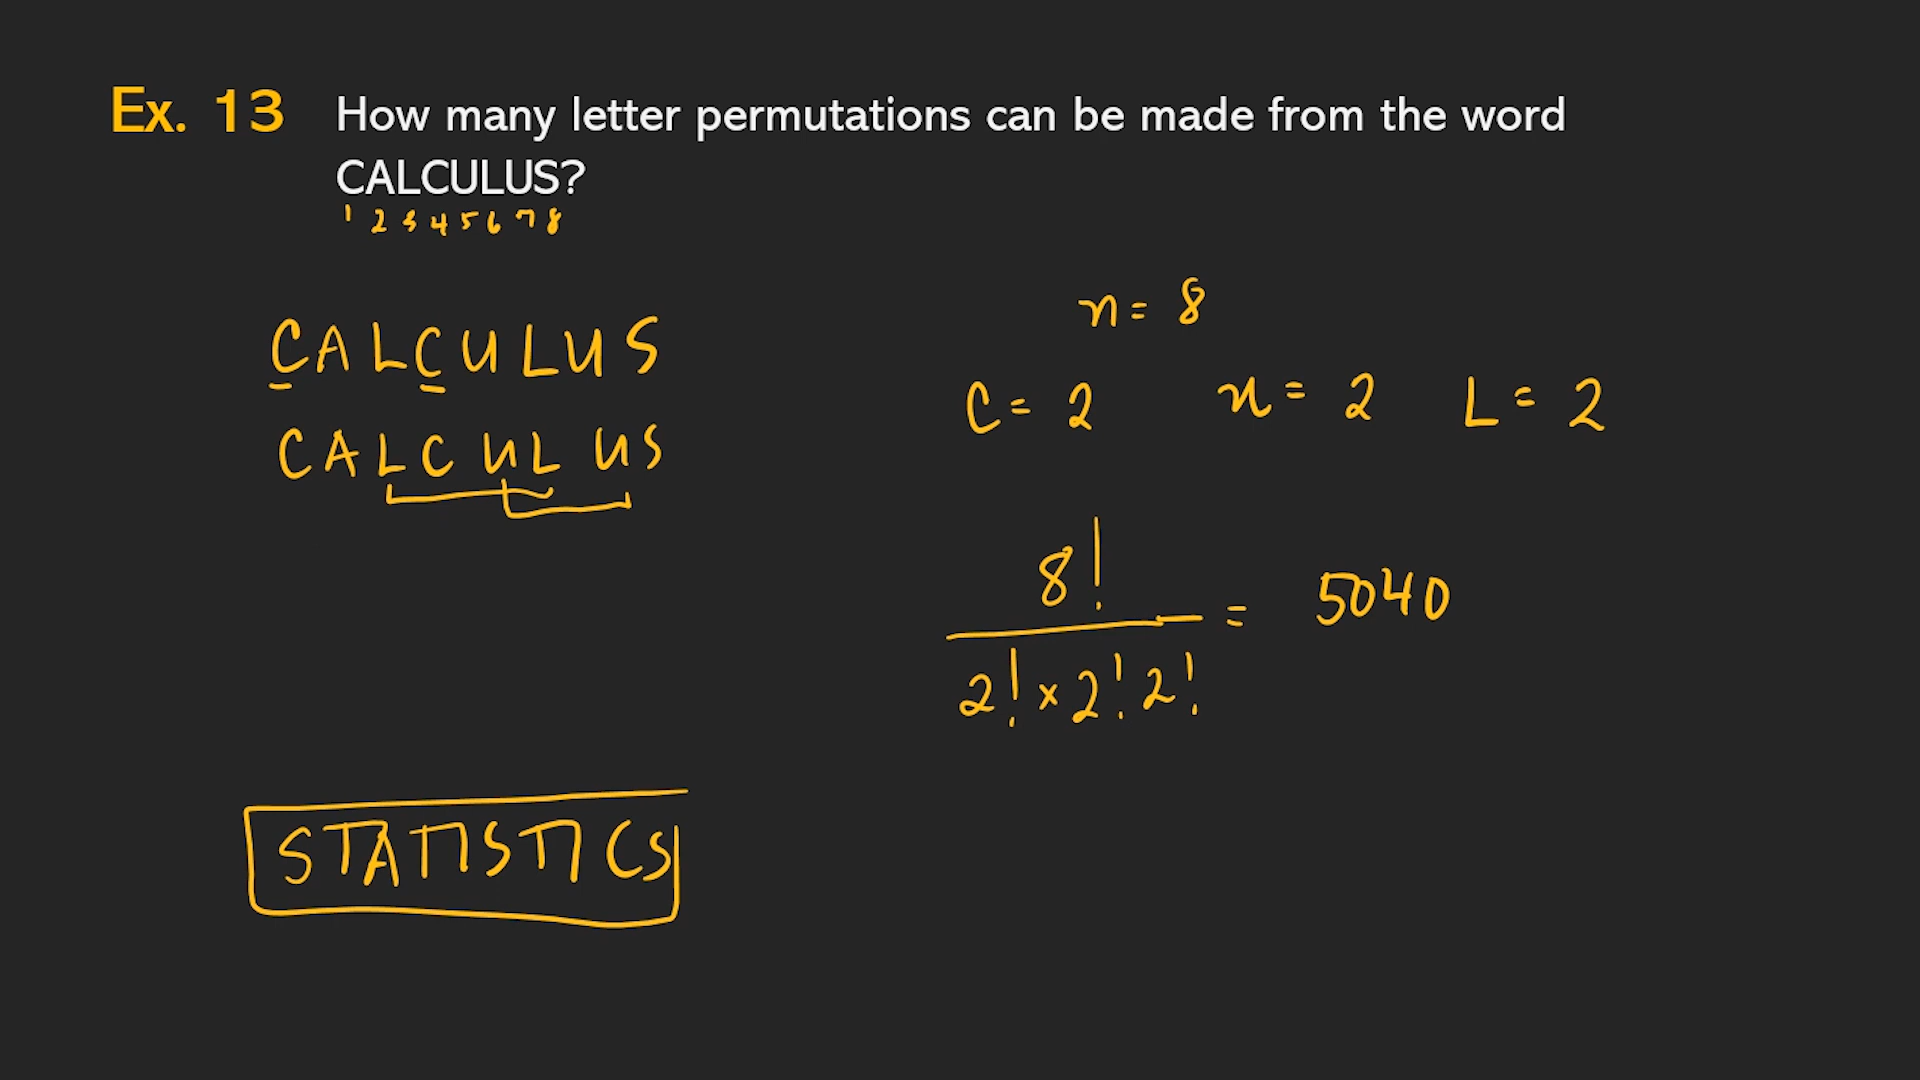 Ex. 13 How many letter permutations can be made from the word
CALCULUS?
1 2 3 4 5 6 7 8
n = 8
CALCULUS
C = 2 u = 2 L = 2
CALCULUS
8!
= 5040
2! × 2! 2!
STATISTICS